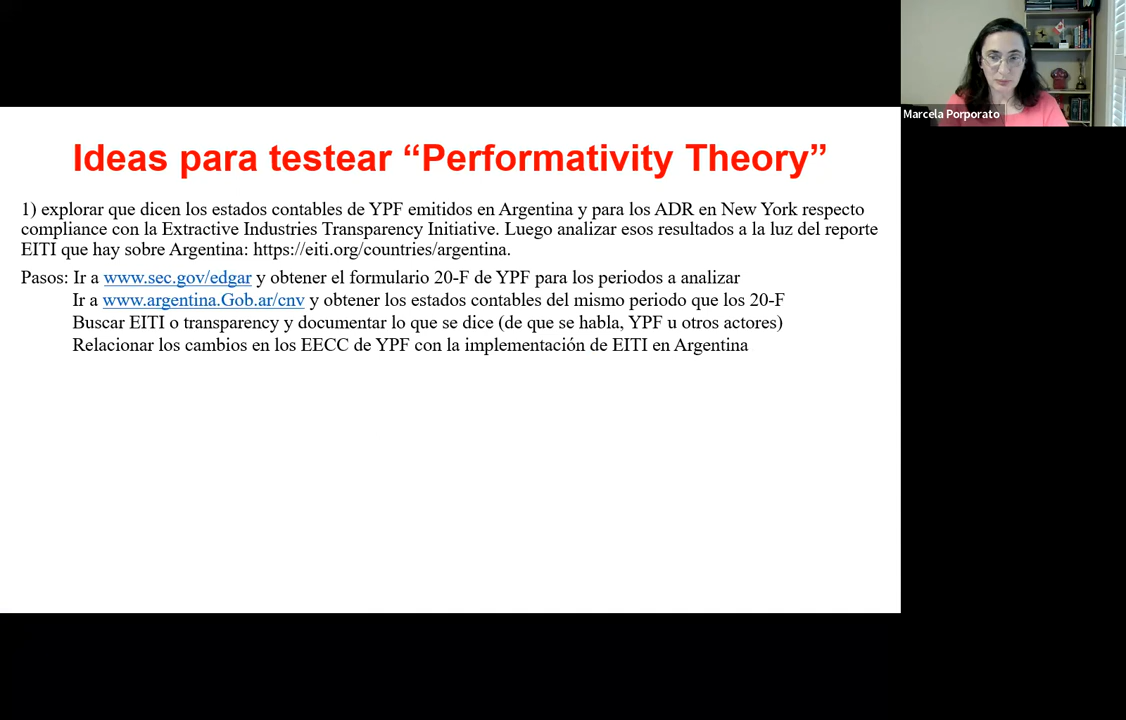 Marcela Porporato
Ideas para testear “Performativity Theory”
1) explorar que dicen los estados contables de YPF emitidos en Argentina y para los ADR en New York respecto
compliance con la Extractive Industries Transparency Initiative. Luego analizar esos resultados a la luz del reporte
EITI que hay sobre Argentina: https://eiti.org/countries/argentina.
Pasos: Ir a www.sec.gov/edgar y obtener el formulario 20-F de YPF para los periodos a analizar
Ir a www.argentina.Gob.ar/cnv y obtener los estados contables del mismo periodo que los 20-F
Buscar EITI o transparency y documentar lo que se dice (de que se habla, YPF u otros actores)
Relacionar los cambios en los EECC de YPF con la implementación de EITI en Argentina